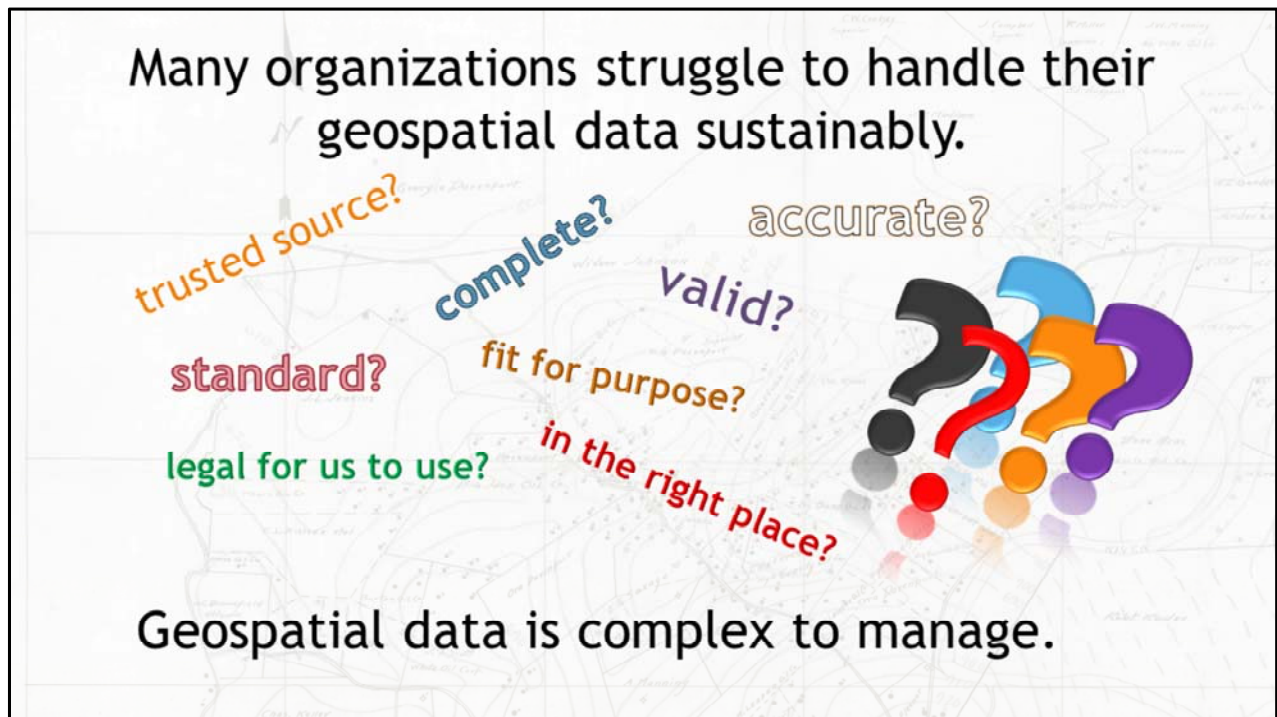 Many organizations struggle to handle their
geospatial data sustainably.
trusted source?
complete?
accurate?
valid?
standard?
fit for purpose?
legal for us to use?
in the right place?
Geospatial data is complex to manage.